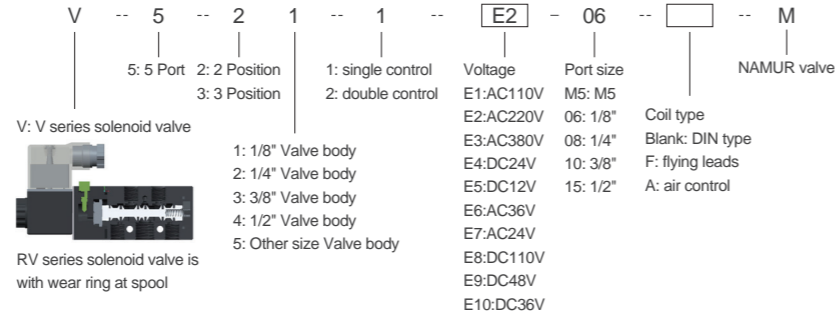 V -- 5 -- 2 1 -- 1 -- E2 - 06 -- -- M
5: 5 Port
2: 2 Position
3: 3 Position
1: single control
2: double control
Voltage
E1:AC110V
E2:AC220V
E3:AC380V
E4:DC24V
E5:DC12V
E6:AC36V
E7:AC24V
E8:DC110V
E9:DC48V
E10:DC36V
Port size
M5: M5
06: 1/8"
08: 1/4"
10: 3/8"
15: 1/2"
NAMUR valve
Coil type
Blank: DIN type
F: flying leads
A: air control
V: V series solenoid valve
1: 1/8" Valve body
2: 1/4" Valve body
3: 3/8" Valve body
4: 1/2" Valve body
5: Other size Valve body
RV series solenoid valve is
with wear ring at spool